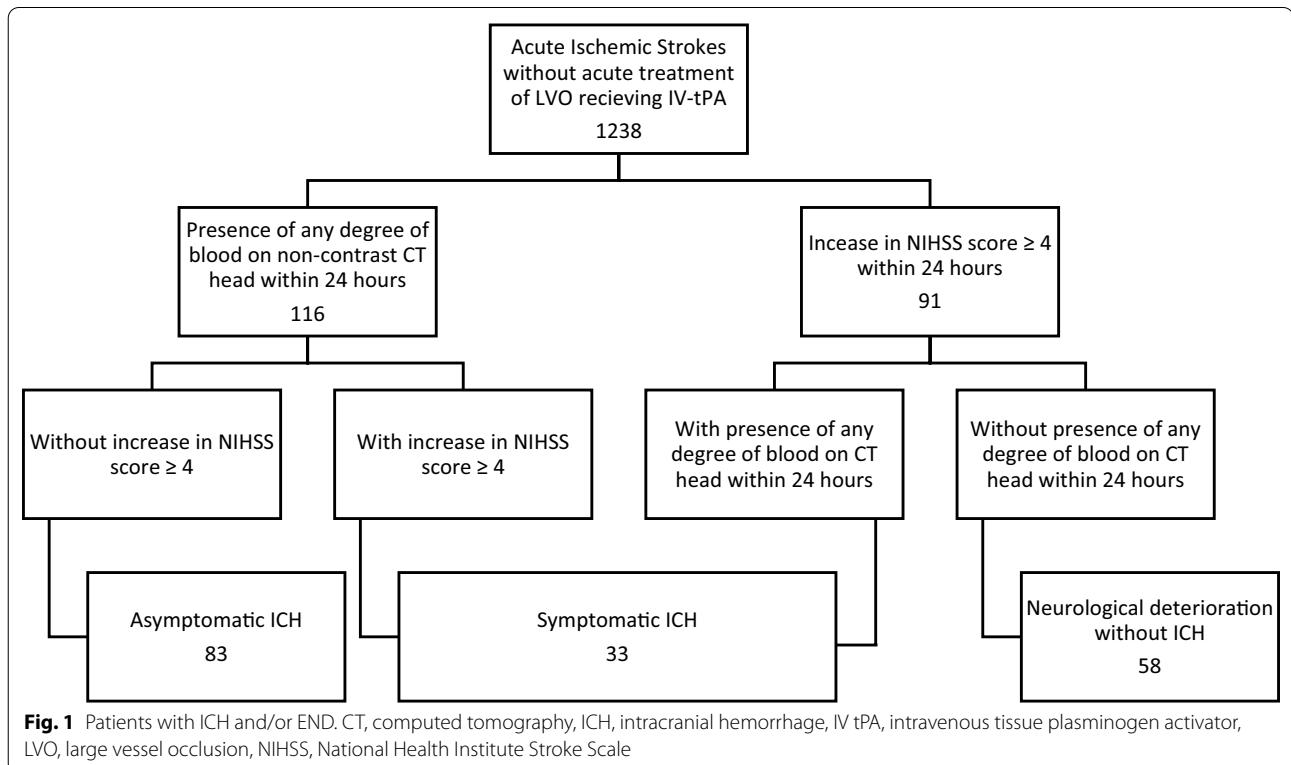 Acute Ischemic Strokes
without acute treatment
of LVO recieving IV-tPA
1238
Presence of any degree of
blood on non-contrast CT
head within 24 hours
116
Increase in NIHSS score ≥ 4
within 24 hours
91
Without increase in NIHSS
score ≥ 4
With increase in NIHSS
score ≥ 4
With presence of any
degree of blood on CT
head within 24 hours
Without presence of any
degree of blood on CT
head within 24 hours
Asymptomatic ICH
83
Symptomatic ICH
33
Neurological deterioration
without ICH
58
Fig. 1 Patients with ICH and/or END. CT, computed tomography, ICH, intracranial hemorrhage, IV tPA, intravenous tissue plasminogen activator,
LVO, large vessel occlusion, NIHSS, National Health Institute Stroke Scale